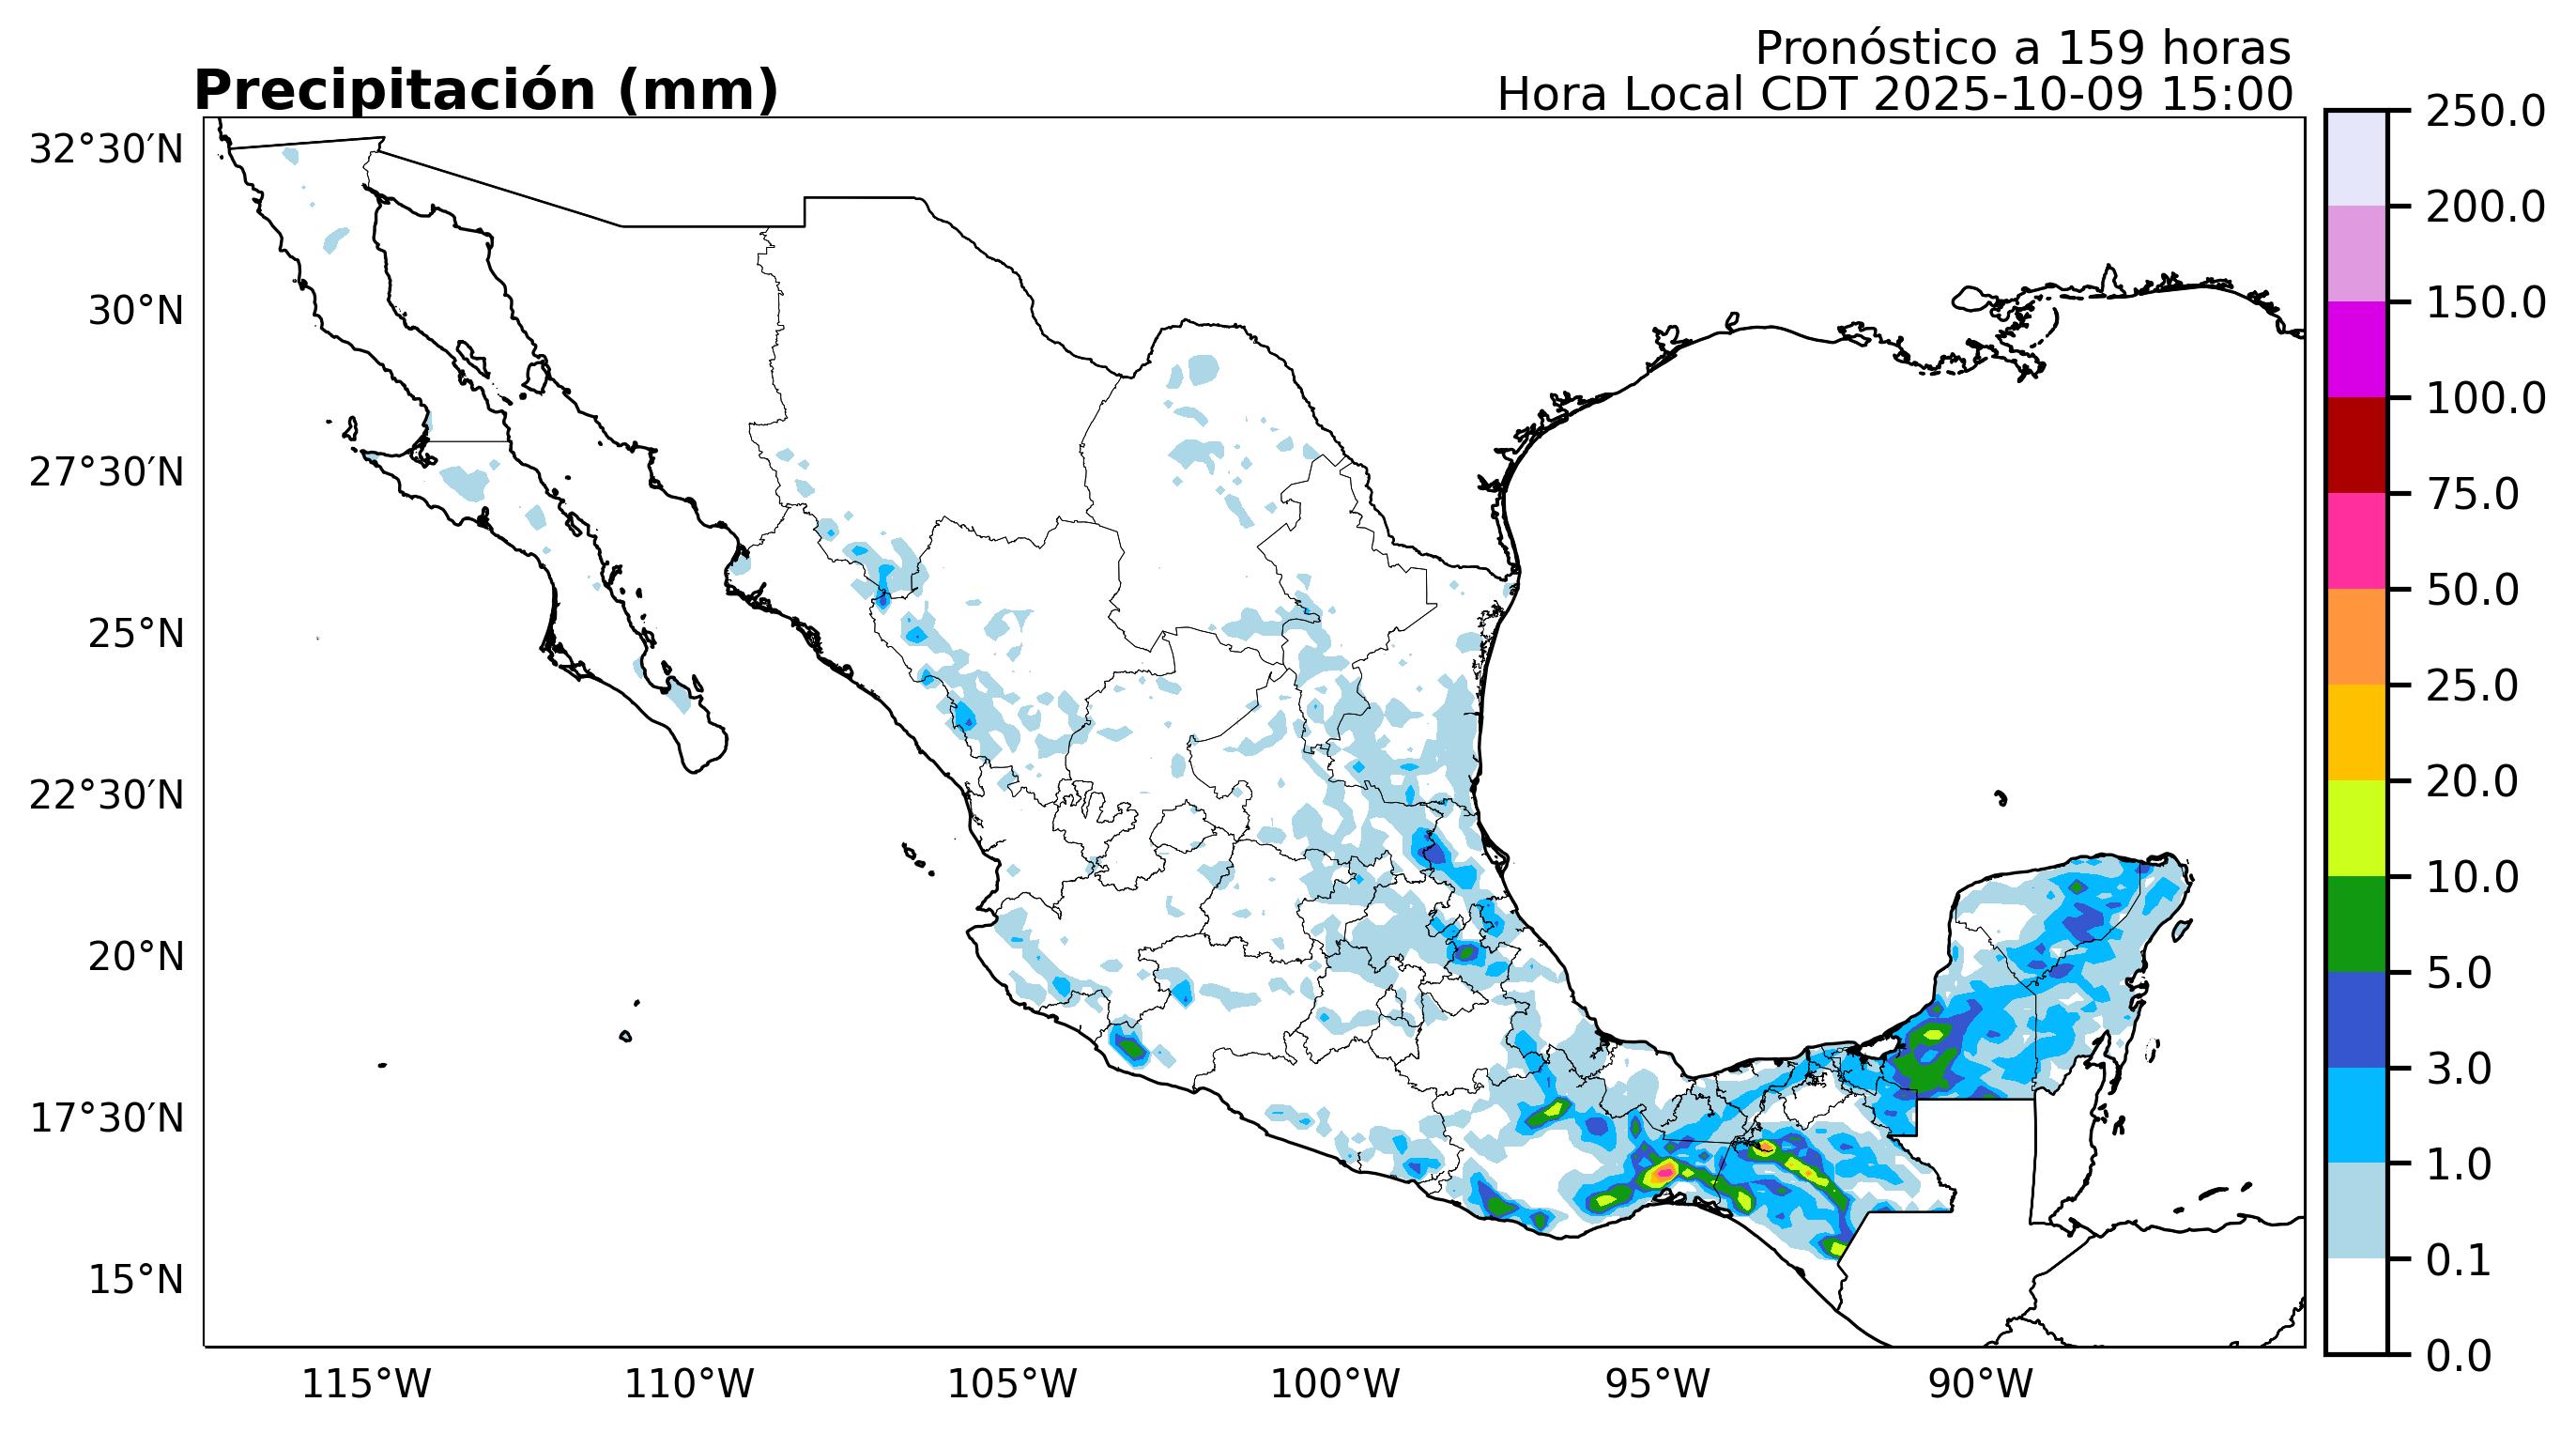 Pronóstico a 159 horas
Precipitación (mm)
Hora Local CDT 2025-10-09 15:00
32°30′N
30°N
27°30′N
25°N
22°30′N
20°N
17°30′N
15°N
115°W
110°W
105°W
100°W
95°W
90°W
250.0
200.0
150.0
100.0
75.0
50.0
25.0
20.0
10.0
5.0
3.0
1.0
0.1
0.0